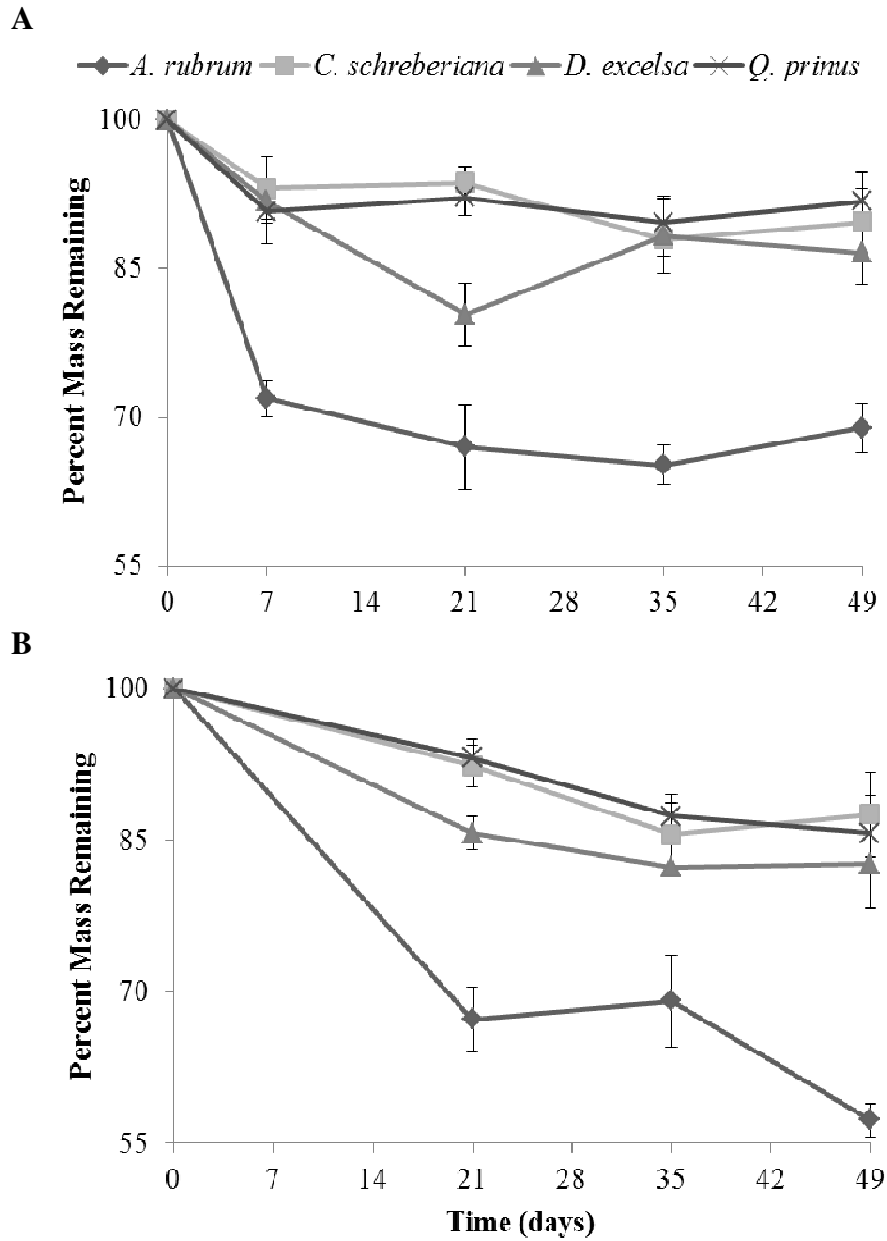 A
A. rubrum C. schreberiana D. excelsa Q. prinus
100
85
70
55
Percent Mass Remaining
0 7 14 21 28 35 42 49
B
100
85
70
55
Percent Mass Remaining
0 7 14 21 28 35 42 49
Time (days)